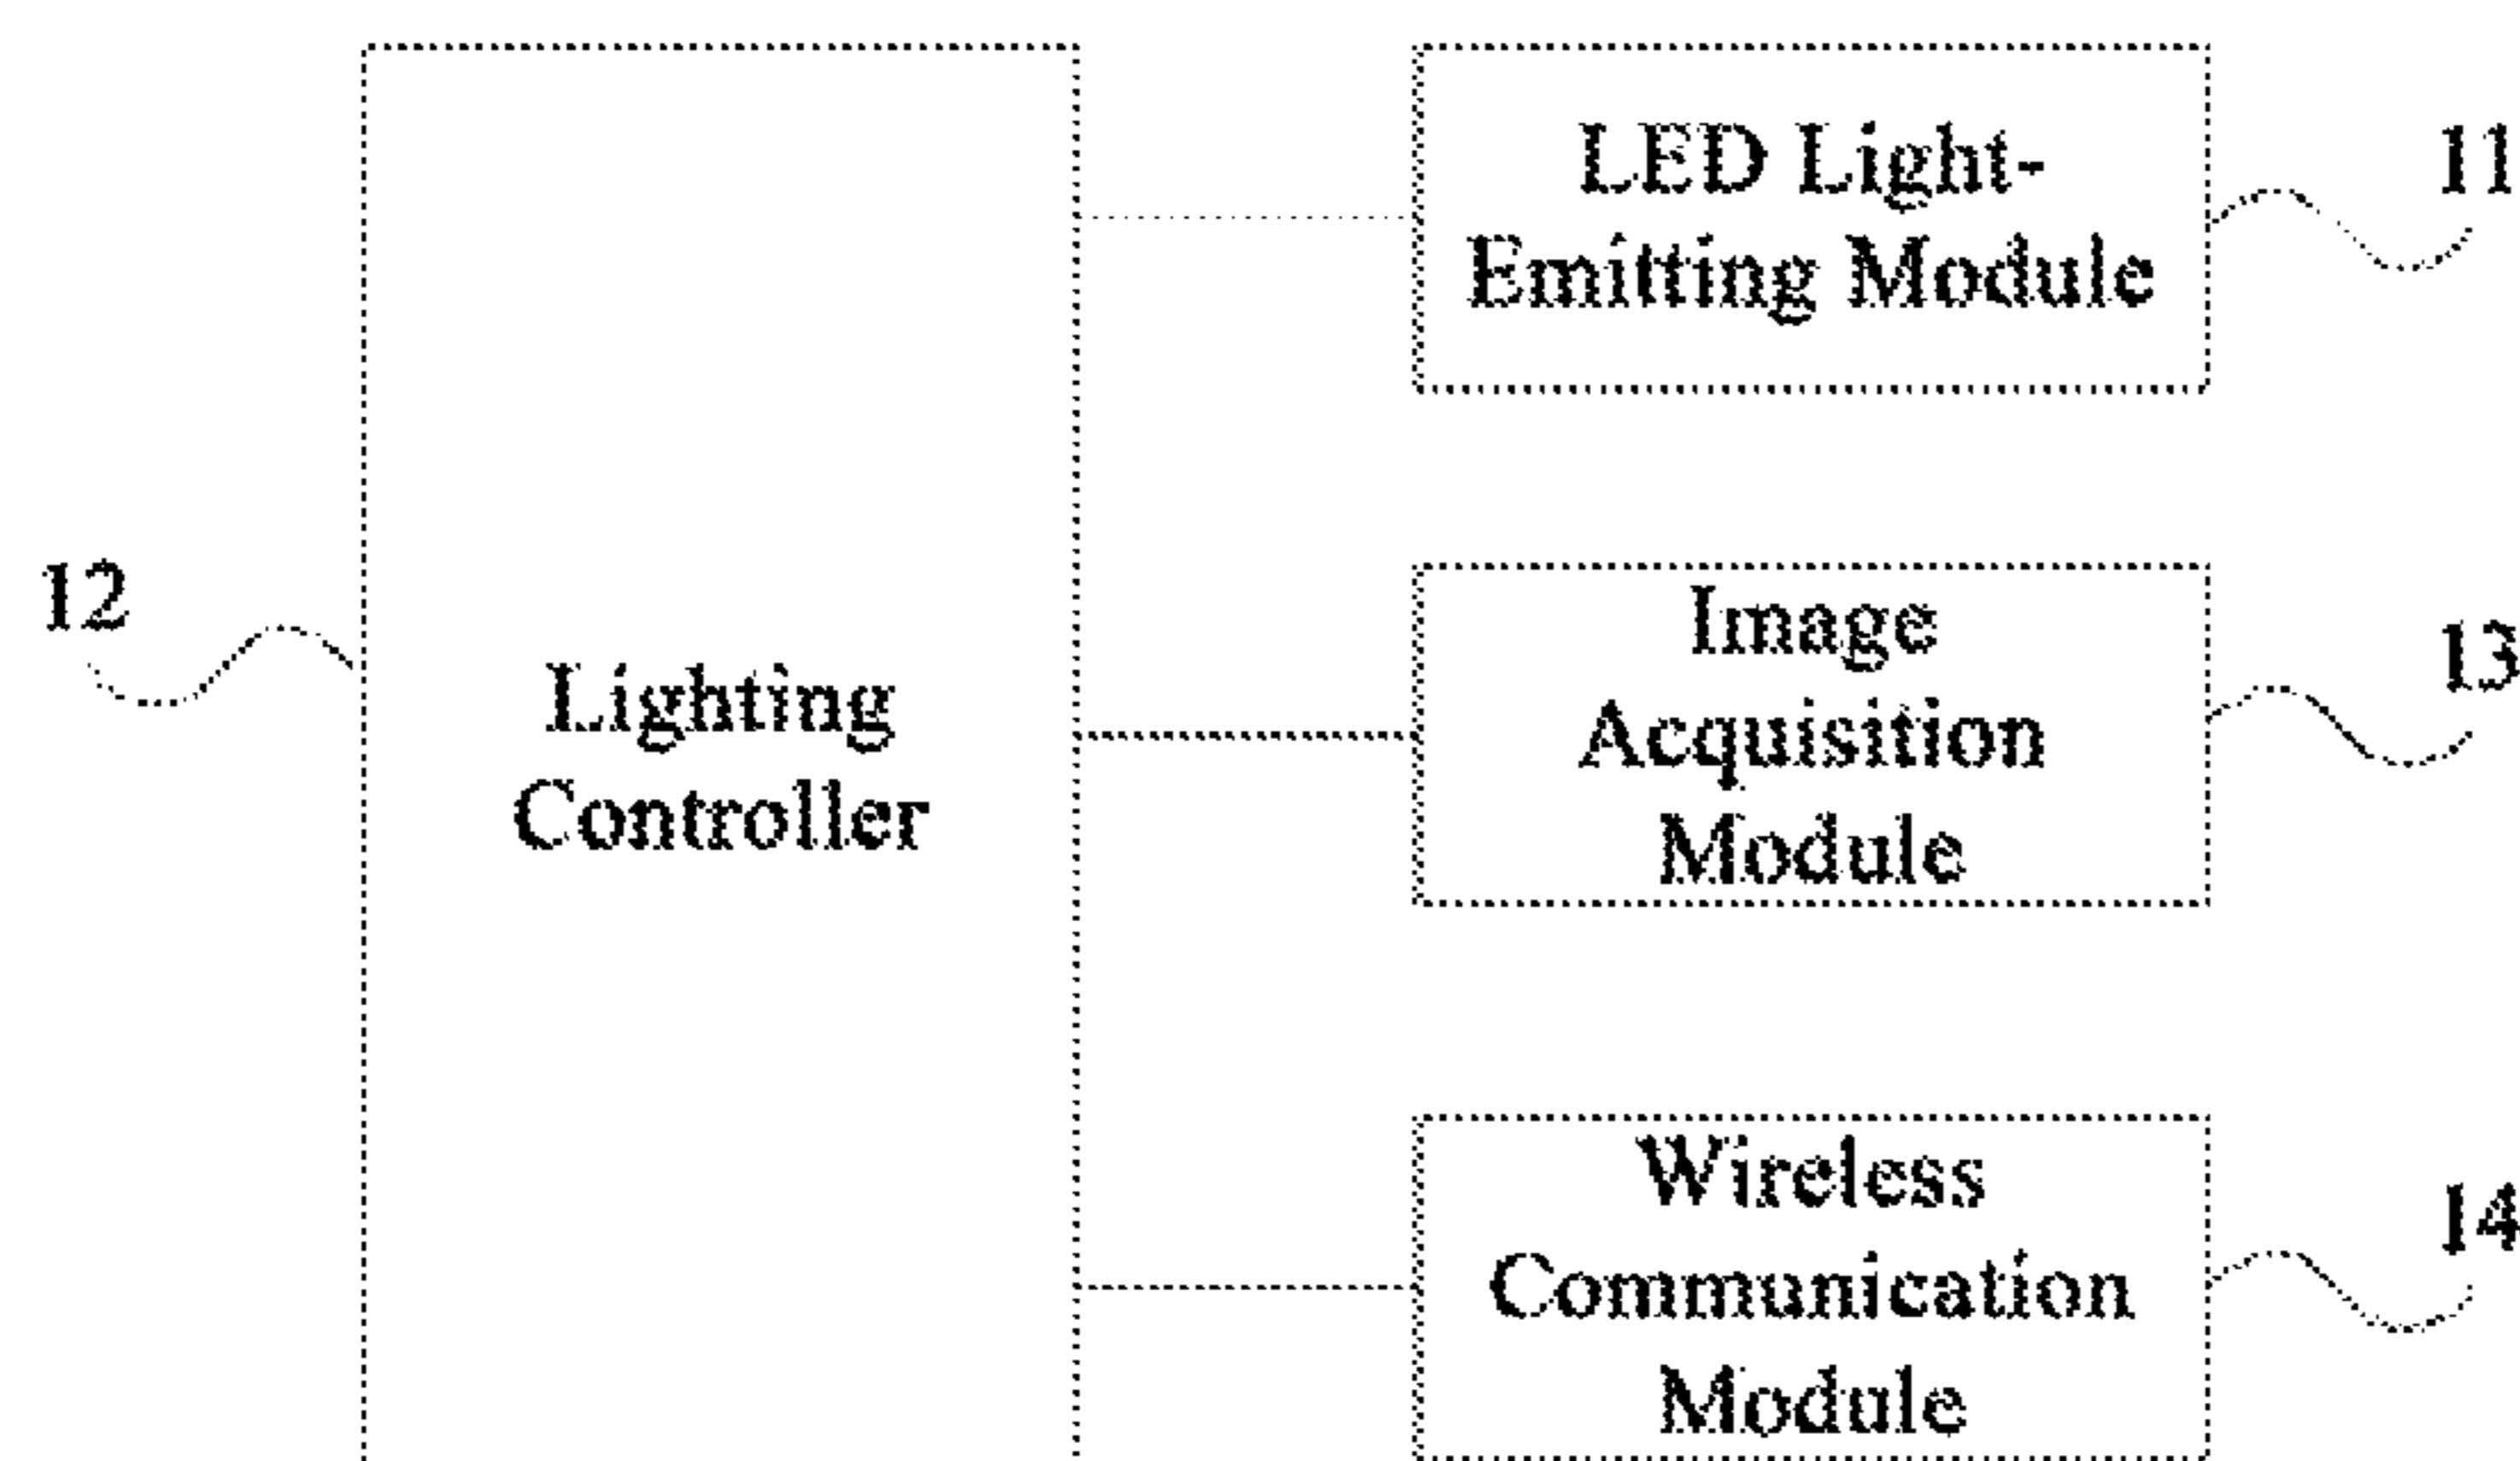 LED Light-
Emitting Module
11
12
Lighting
Controller
Image
Acquisition
Module
13
Wireless
Communication
Module
14